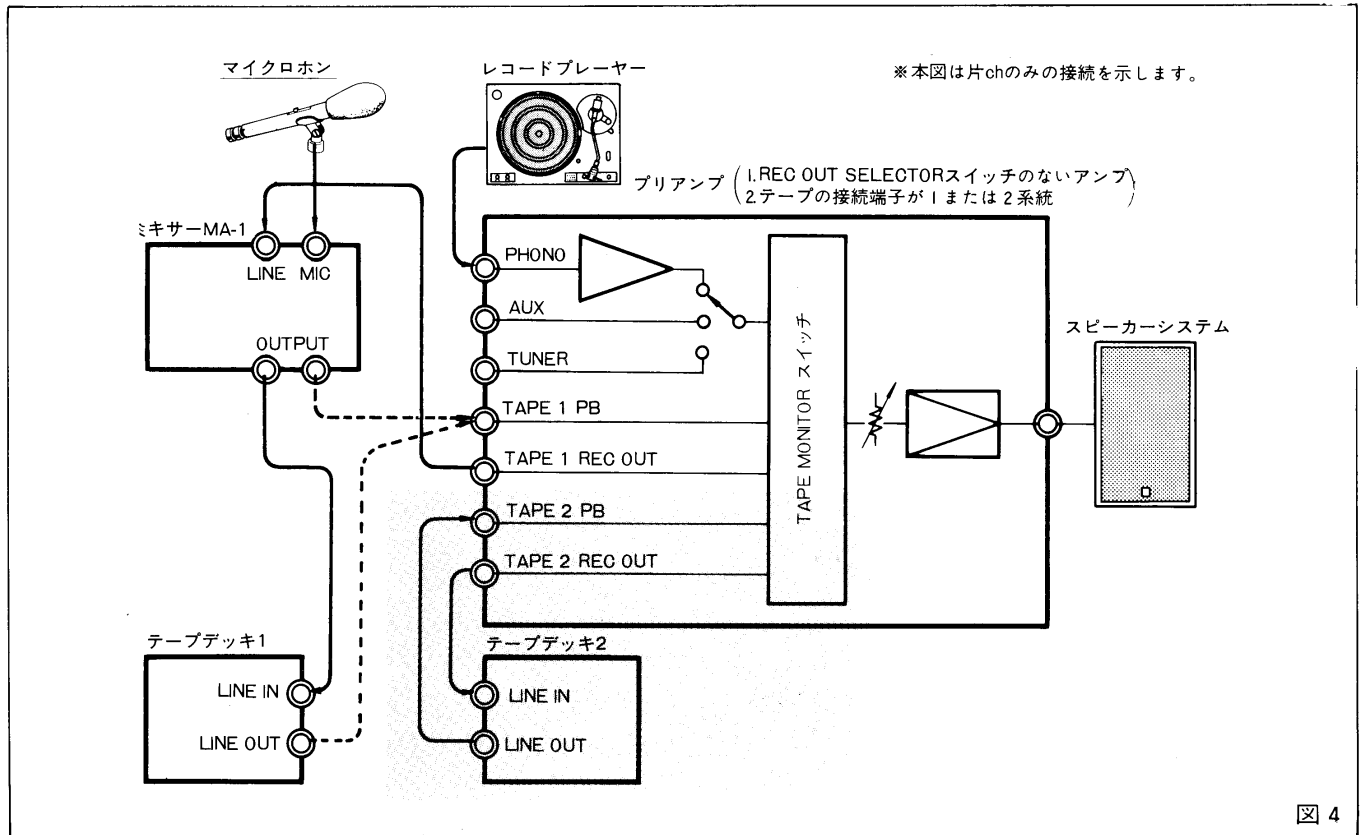 マイクロホン
レコードプレーヤー
※本図は片chのみの接続を示します。
プリアンプ
1.REC OUT SELECTORスイッチのないアンプ
2.テープの接続端子が1または2系統
ミキサーMA-1
LINE MIC
OUTPUT
PHONO
AUX
TUNER
TAPE 1 PB
TAPE 1 REC OUT
TAPE 2 PB
TAPE 2 REC OUT
TAPE MONITOR スイッチ
スピーカーシステム
テープデッキ1
LINE IN
LINE OUT
テープデッキ2
LINE IN
LINE OUT
図 4